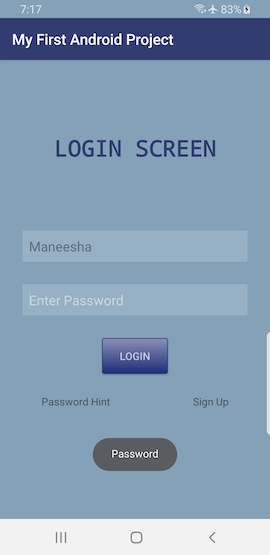 7:17 83%
My First Android Project
LOGIN SCREEN
Maneesha
Enter Password
LOGIN
Password Hint Sign Up
Password